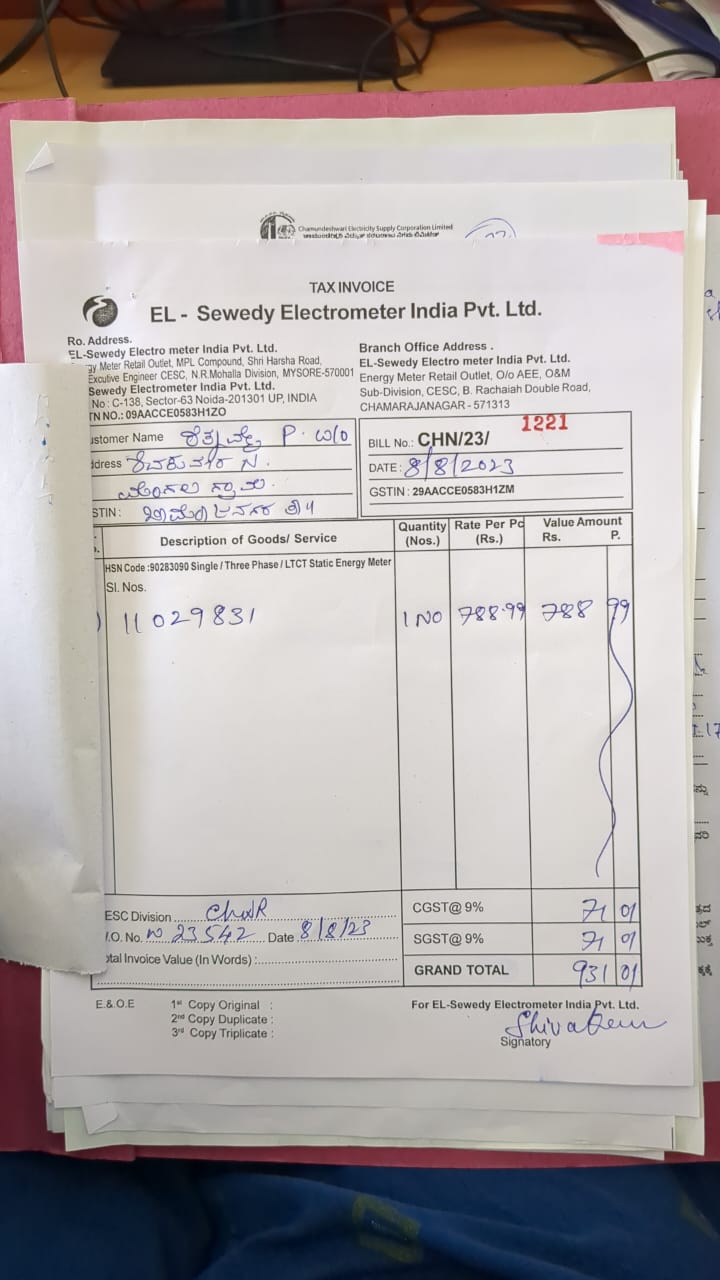 Chamundeshwari Electricity Supply Corporation Limited
TAX INVOICE
EL - Sewedy Electrometer India Pvt. Ltd.
Ro. Address.
EL-Sewedy Electro meter India Pvt. Ltd.
gy Meter Retail Outlet, MPL Compound, Shri Harsha Road,
Excutive Engineer CESC, N.R.Mohalla Division, MYSORE-570001
Sewedy Electrometer India Pvt. Ltd.
No : C-138, Sector-63 Noida-201301 UP, INDIA
TN NO.: 09AACCE0583H1ZO
Branch Office Address .
EL-Sewedy Electro meter India Pvt. Ltd.
Energy Meter Retail Outlet, O/o AEE, O&M
Sub-Division, CESC, B. Rachaiah Double Road,
CHAMARAJANAGAR - 571313
ustomer Name P. W/o
ddress N.
STIN :
BILL No.: CHN/23/ 1221
DATE : 8/8/2023
GSTIN : 29AACCE0583H1ZM
Description of Goods/ Service Quantity (Nos.) Rate Per Pc (Rs.) Value Amount Rs. P.
HSN Code :90283090 Single / Three Phase / LTCT Static Energy Meter
Sl. Nos.
11029831 1 NO 788.99 788 99
ESC Division
CGST@ 9% 71 01
.O. No. 23542 Date 8/8/23
SGST@ 9% 71 01
tal Invoice Value (In Words) :
GRAND TOTAL 931 01
E.& O.E 1st Copy Original :
2nd Copy Duplicate :
3rd Copy Triplicate :
For EL-Sewedy Electrometer India Pvt. Ltd.
Signatory